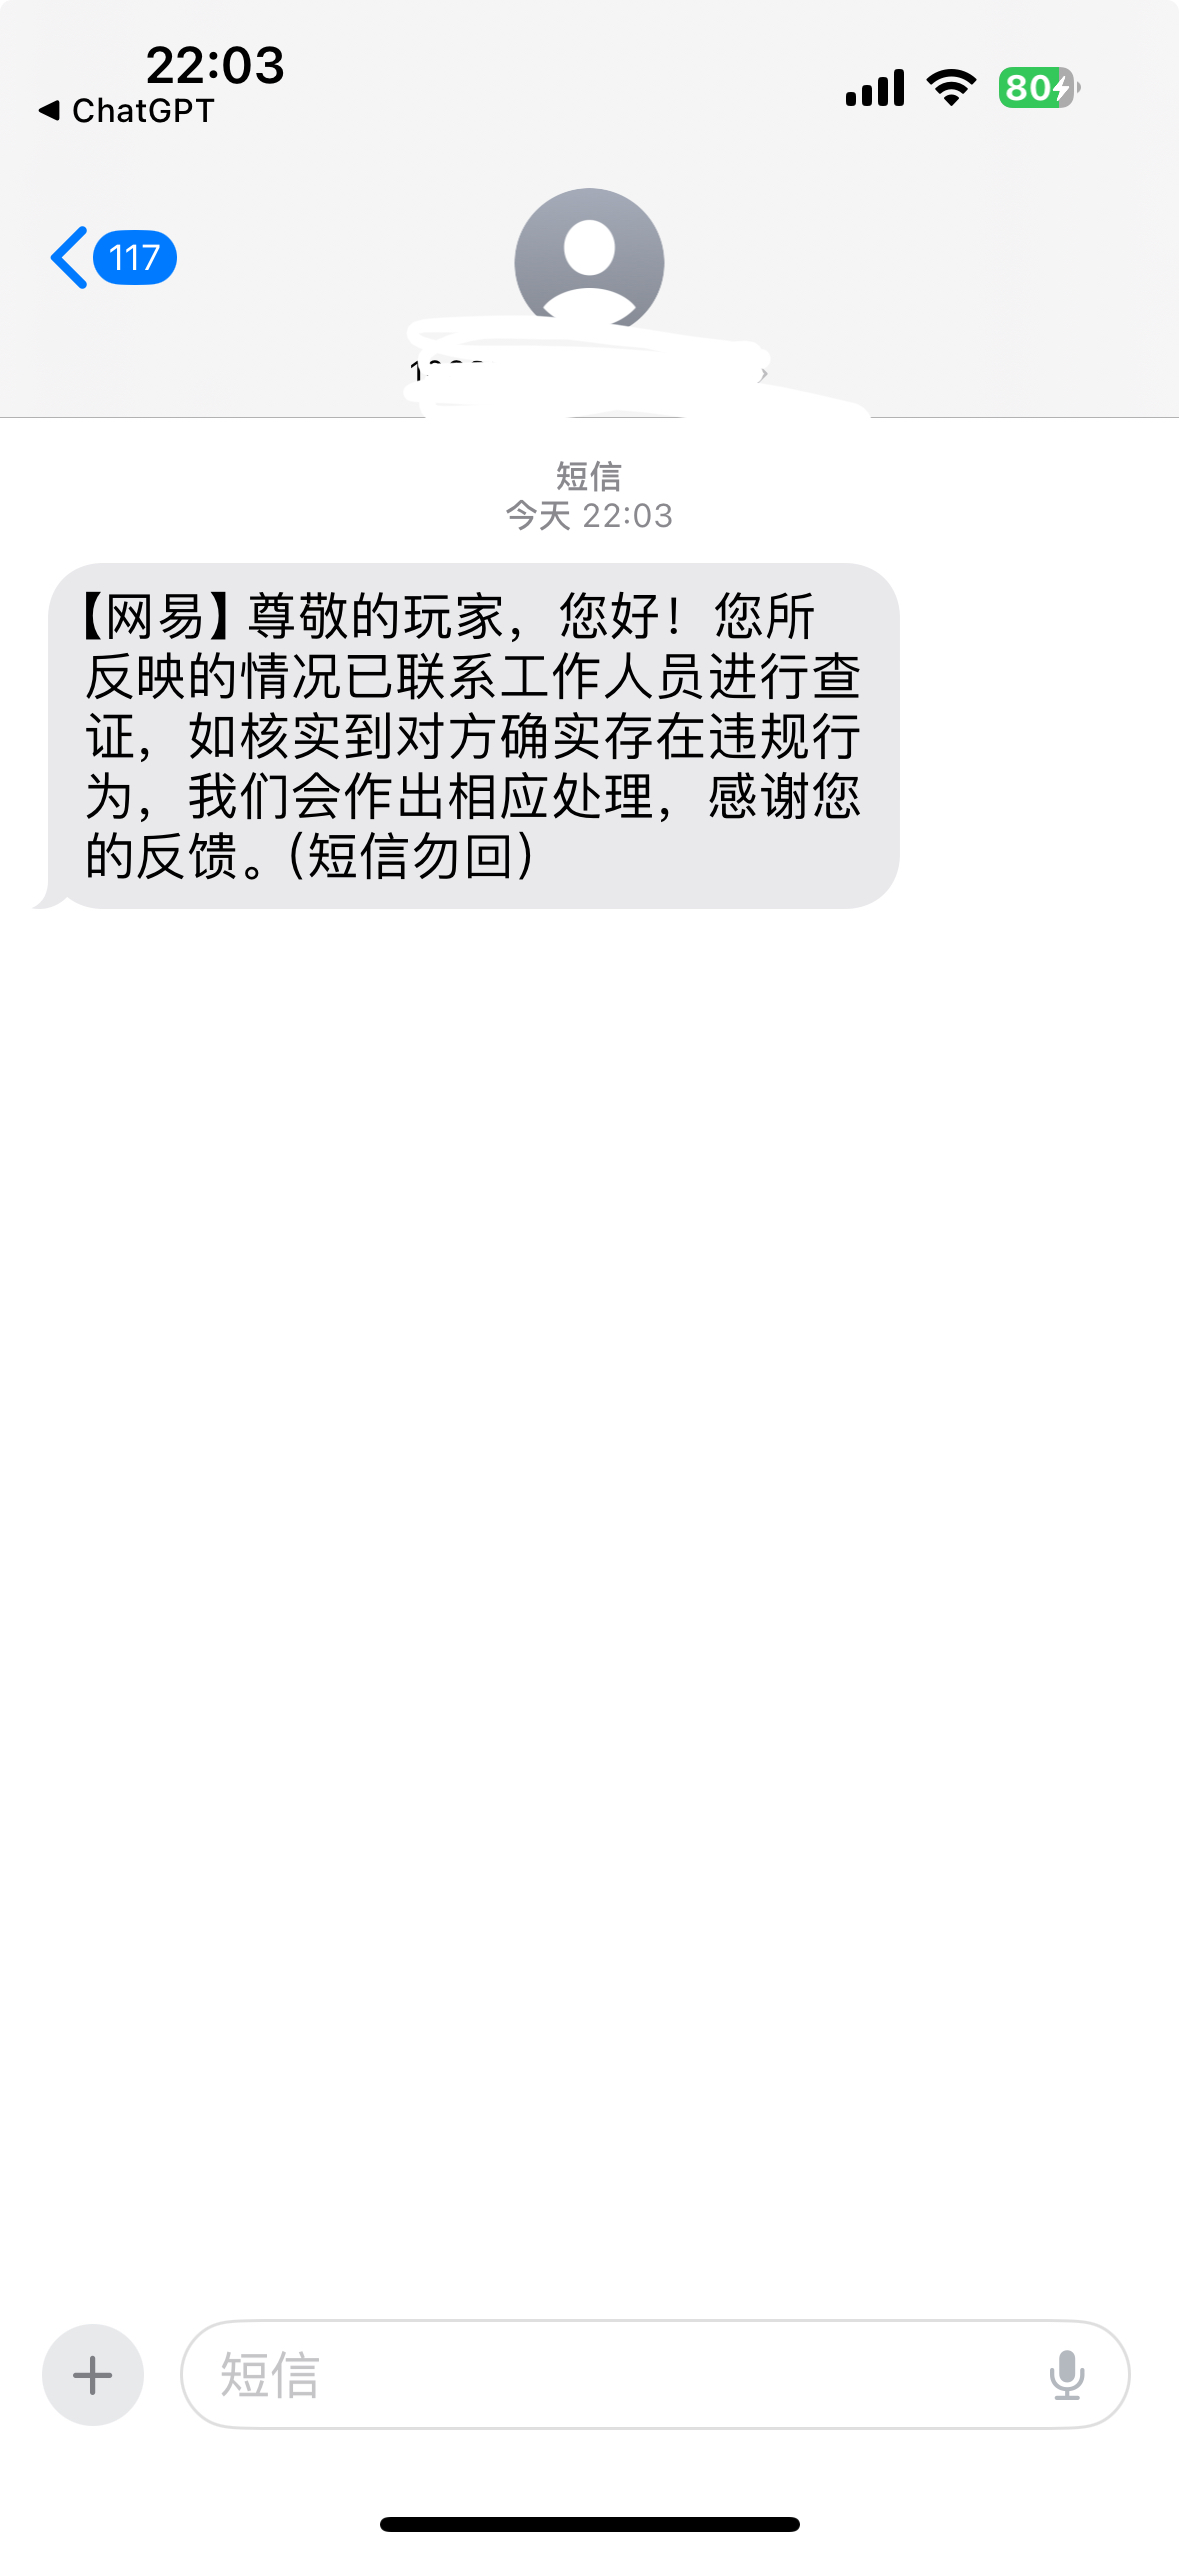 22:03
◀ ChatGPT
80
117
短信
今天 22:03
【网易】尊敬的玩家，您好！您所
反映的情况已联系工作人员进行查
证，如核实到对方确实存在违规行
为，我们会作出相应处理，感谢您
的反馈。（短信勿回）
短信